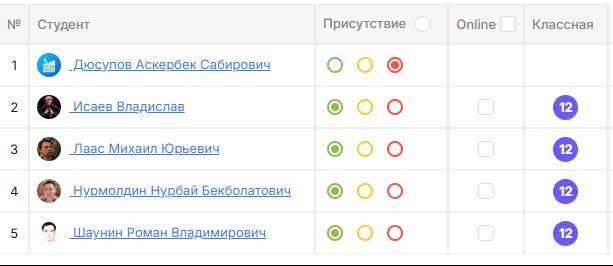 № Студент Присутствие Online Классная
1 Дюсупов Аскербек Сабирович
2 Исаев Владислав 12
3 Лаас Михаил Юрьевич 12
4 Нурмолдин Нурбай Бекболатович 12
5 Шаунин Роман Владимирович 12